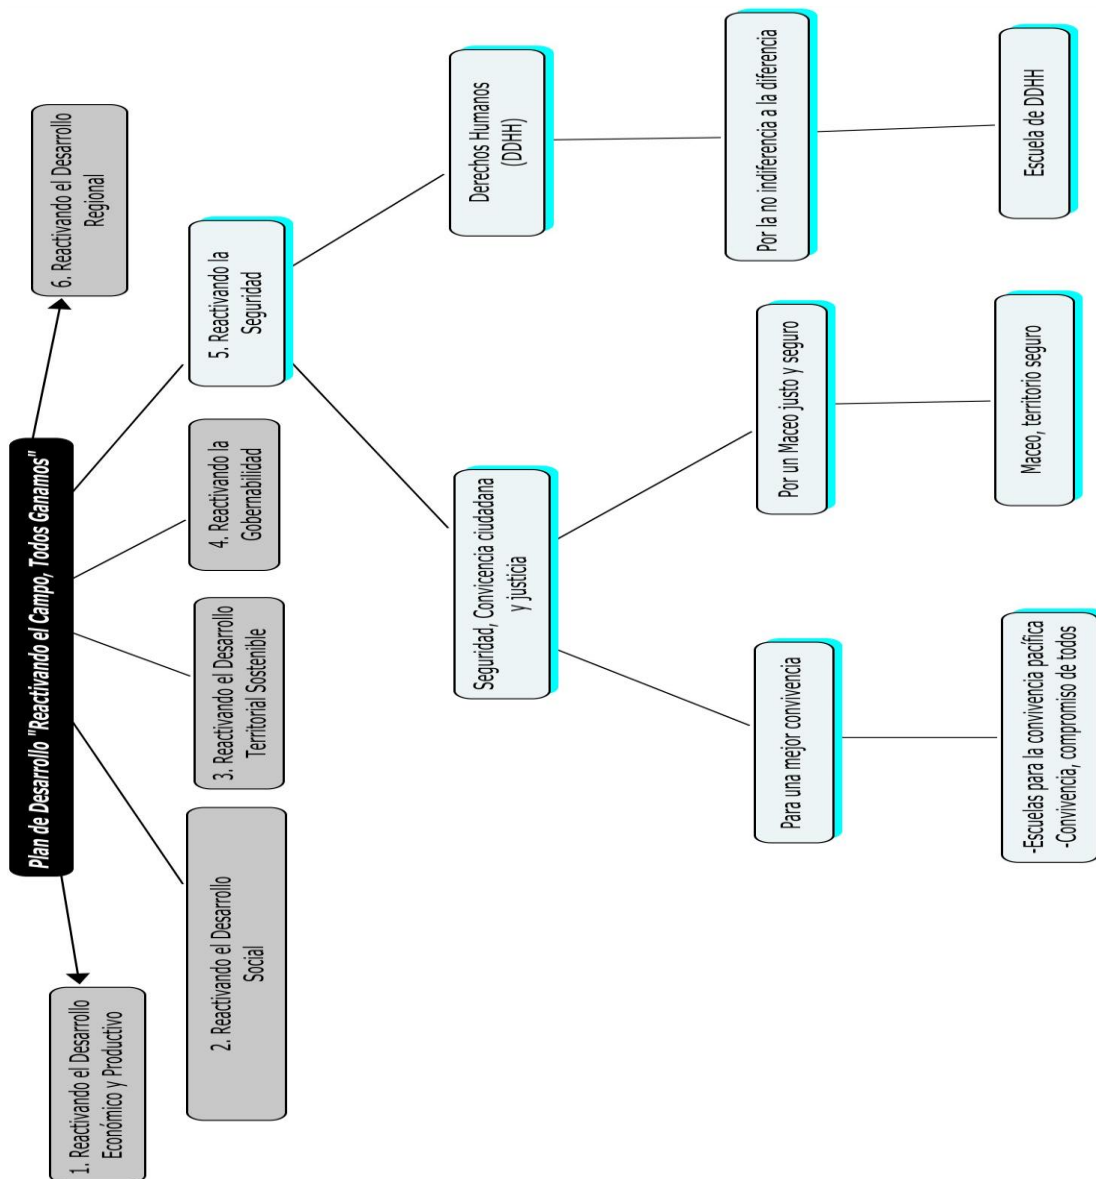 Plan de Desarrollo "Reactivando el Campo, Todos Ganamos"
1. Reactivando el Desarrollo
Económico y Productivo
6. Reactivando el Desarrollo
Regional
2. Reactivando el Desarrollo
Social
3. Reactivando el Desarrollo
Territorial Sostenible
4. Reactivando la
Gobernabilidad
5. Reactivando la
Seguridad
Seguridad, Convicencia ciudadana
y justicia
Derechos Humanos
(DDHH)
Para una mejor convivencia
Por un Maceo justo y seguro
Por la no indiferencia a la diferencia
-Escuelas para la convivencia pacífica
-Convivencia, compromiso de todos
Maceo, territorio seguro
Escuela de DDHH